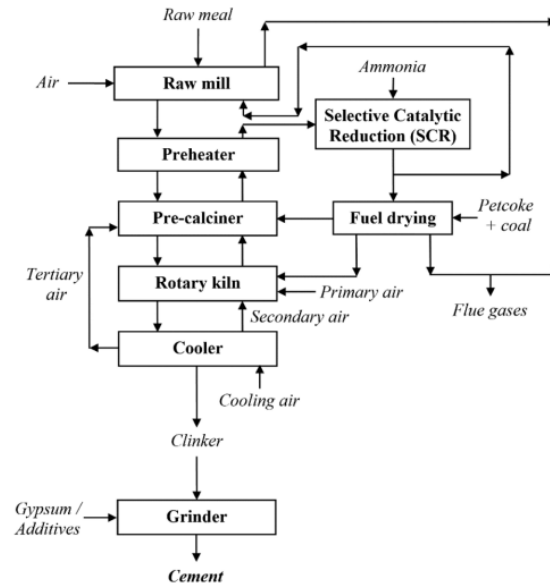 Raw meal
Air
Raw mill
Ammonia
Selective Catalytic
Reduction (SCR)
Preheater
Petcoke
+ coal
Pre-calciner
Fuel drying
Tertiary
air
Rotary kiln
Primary air
Flue gases
Secondary air
Cooler
Cooling air
Clinker
Gypsum /
Additives
Grinder
Cement